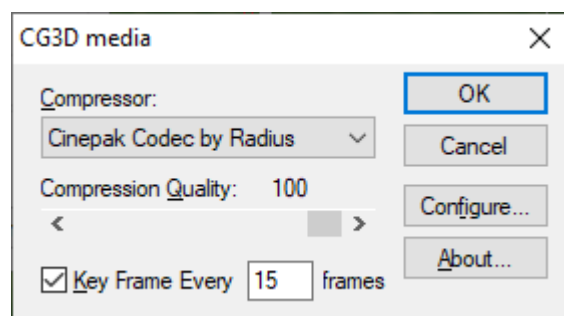 CG3D media
Compressor:
Cinepak Codec by Radius
Compression Quality: 100
Key Frame Every 15 frames
OK
Cancel
Configure...
About...